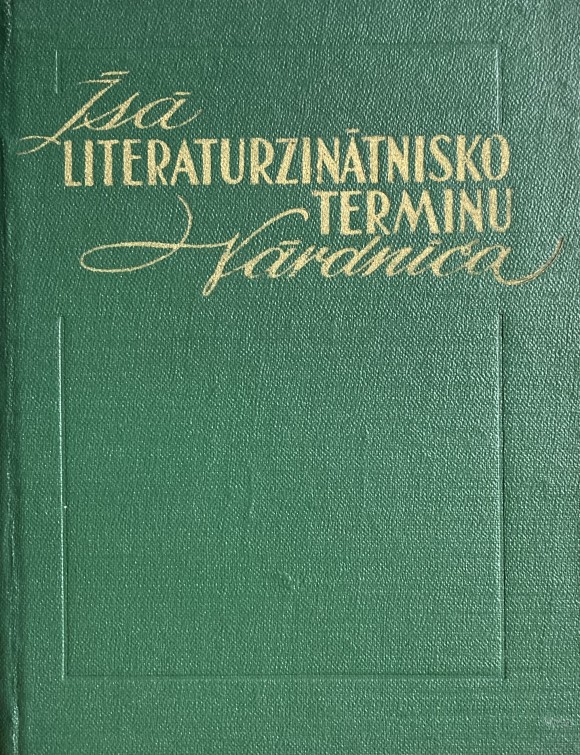 Īsā
LITERATURZINĀTNISKO
TERMINU
Vārdnīca